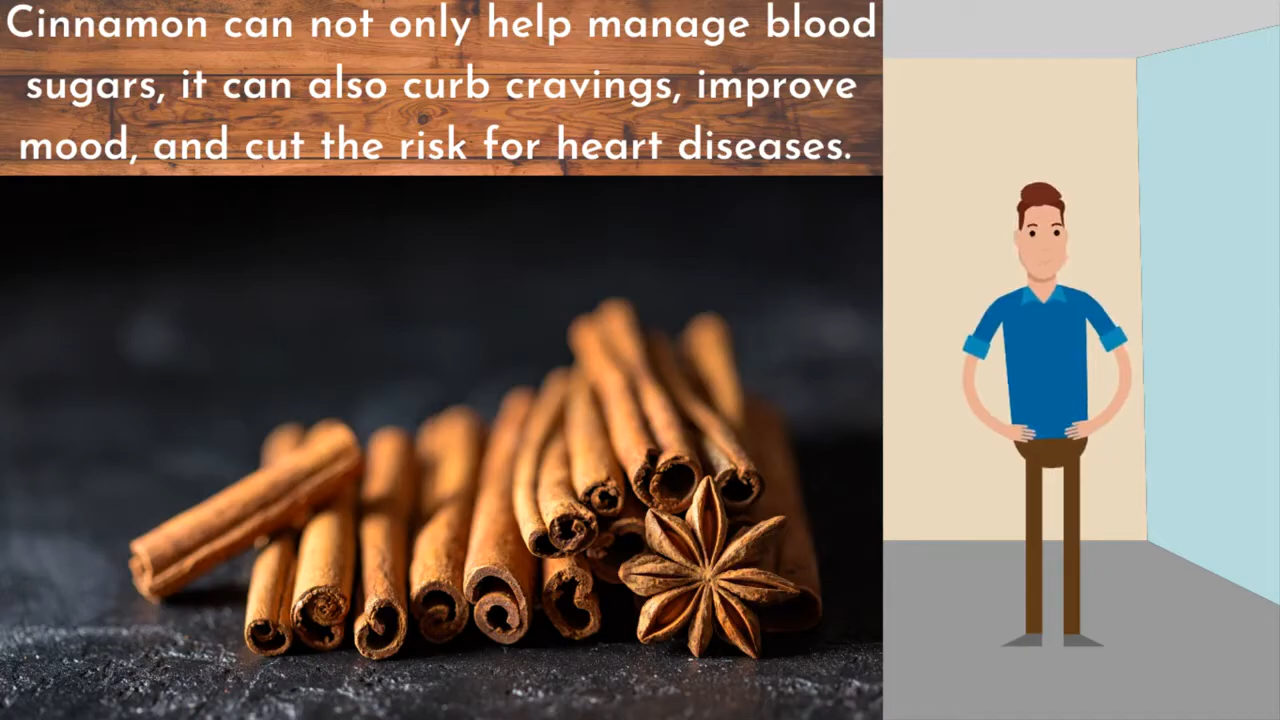 Cinnamon can not only help manage blood
sugars, it can also curb cravings, improve
mood, and cut the risk for heart diseases.